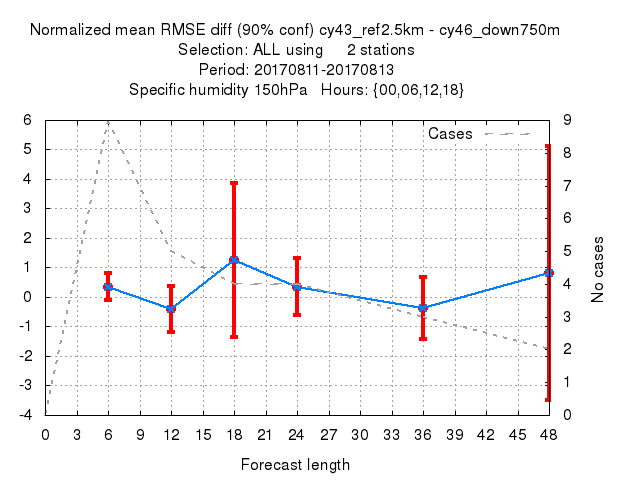 Normalized mean RMSE diff (90% conf) cy43_ref2.5km - cy46_down750m
Selection: ALL using 2 stations
Period: 20170811-20170813
Specific humidity 150hPa Hours: {00,06,12,18}
Cases
6
5
4
3
2
1
0
-1
-2
-3
-4
9
8
7
6
5
4
3
2
1
0
No cases
0 3 6 9 12 15 18 21 24 27 30 33 36 39 42 45 48
Forecast length